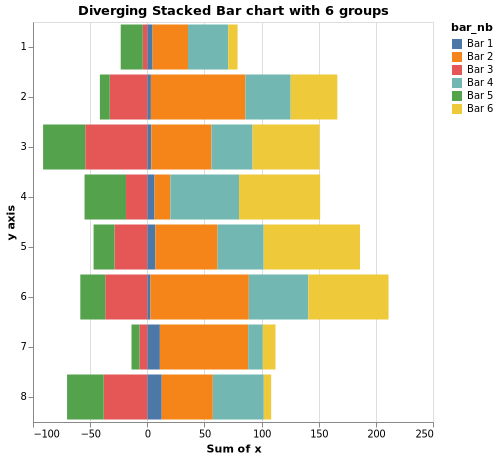 Diverging Stacked Bar chart with 6 groups
bar_nb
Bar 1
Bar 2
Bar 3
Bar 4
Bar 5
Bar 6
y axis
1
2
3
4
5
6
7
8
−100 −50 0 50 100 150 200 250
Sum of x